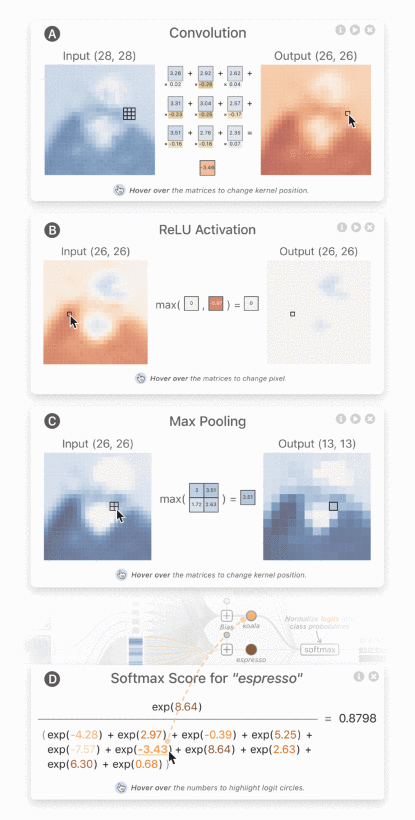 A
Convolution
Input (28, 28)
Output (26, 26)
3.26 + 2.92 + 2.62 +
× 0.02 × -0.26 × 0.04
3.31 + 3.04 + 2.57 +
× -0.23 × -0.25 × -0.17
3.51 + 2.76 + 2.35 =
× -0.16 × -0.18 × 0.07
-3.46
Hover over the matrices to change kernel position.
B
ReLU Activation
Input (26, 26)
Output (26, 26)
max( 0 , -5.97 ) = 0
Hover over the matrices to change pixel.
C
Max Pooling
Input (26, 26)
Output (13, 13)
max( 3 3.51 ) = 3.51
1.72 2.63
Hover over the matrices to change kernel position.
Bias
koala
espresso
Normalize logits into
class probabilities
softmax
D
Softmax Score for "espresso"
exp(8.64)
= 0.8798
(exp(-4.28) + exp(2.97) + exp(-0.39) + exp(5.25) +
exp(-7.57) + exp(-3.43) + exp(8.64) + exp(2.63) +
exp(6.30) + exp(0.68) )
Hover over the numbers to highlight logit circles.